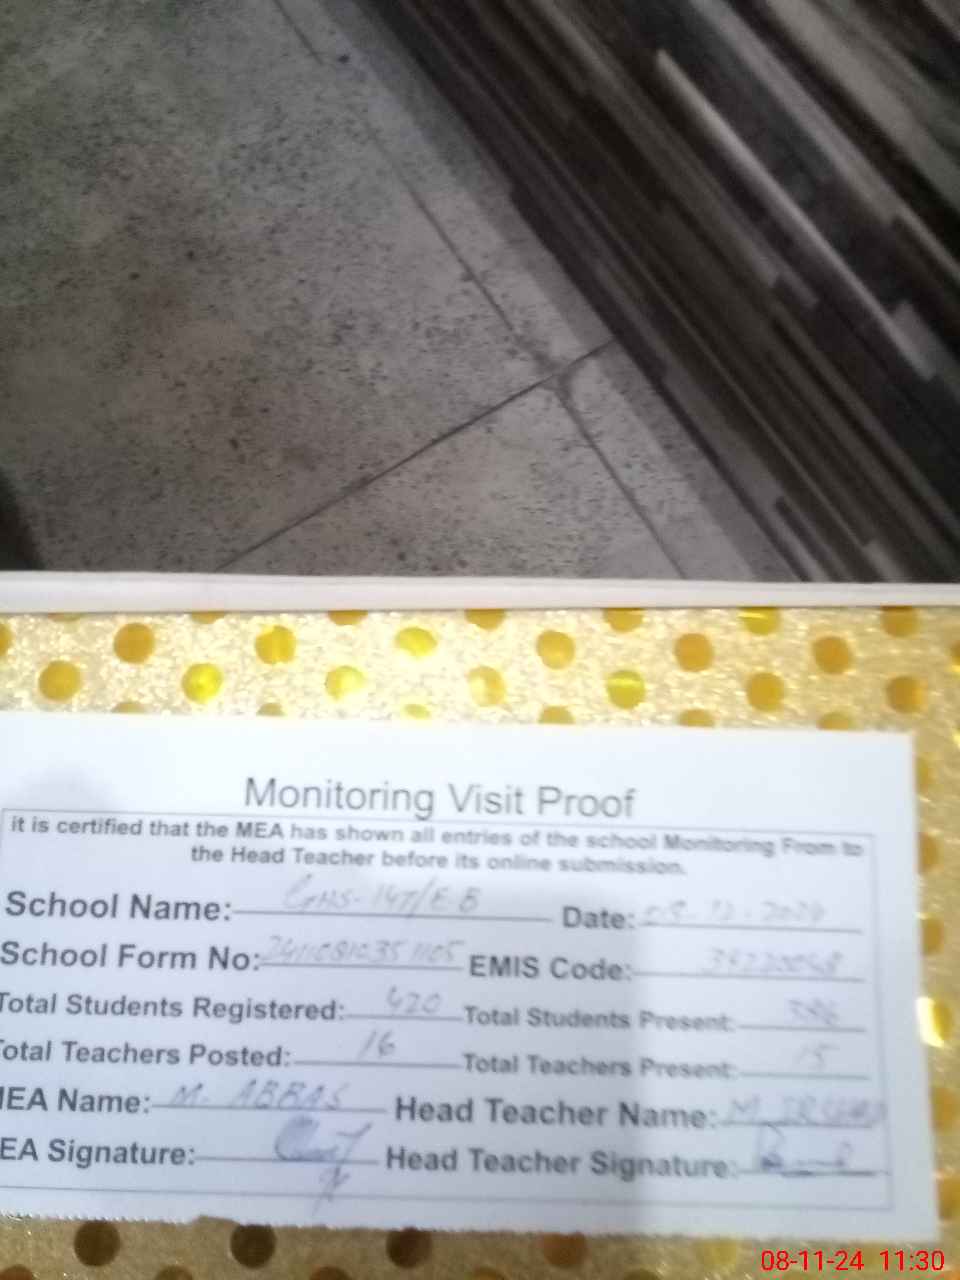 Monitoring Visit Proof
it is certified that the MEA has shown all entries of the school Monitoring From to
the Head Teacher before its online submission.
School Name: GHS-147/E.B Date:
School Form No: EMIS Code:
Total Students Registered: 420 Total Students Present:
Total Teachers Posted: 16 Total Teachers Present: 15
MEA Name: M. ABBAS Head Teacher Name: M
EA Signature: Head Teacher Signature:
08-11-24 11:30